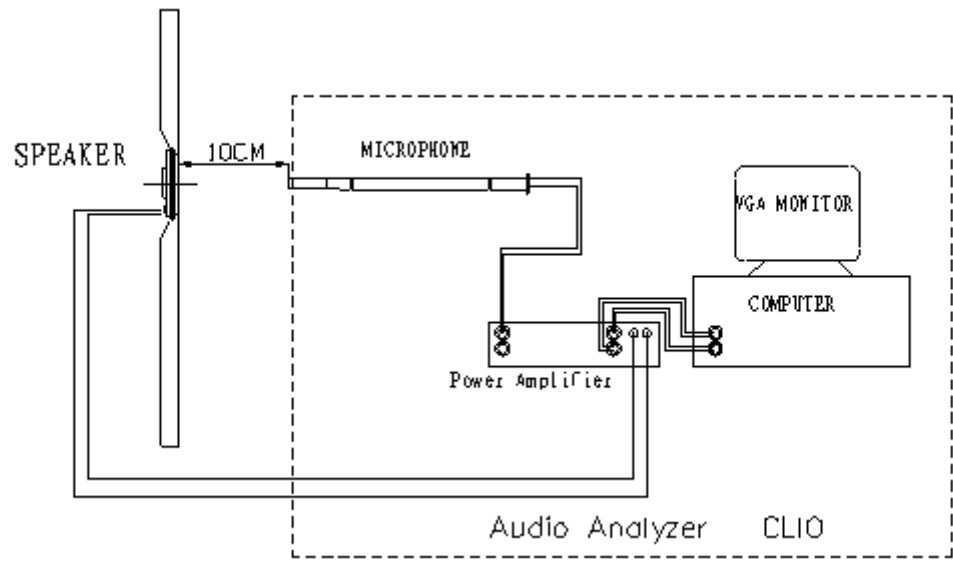 SPEAKER
10CM
MICROPHONE
VGA MONITOR
COMPUTER
Power Amplifier
Audio Analyzer CLIO